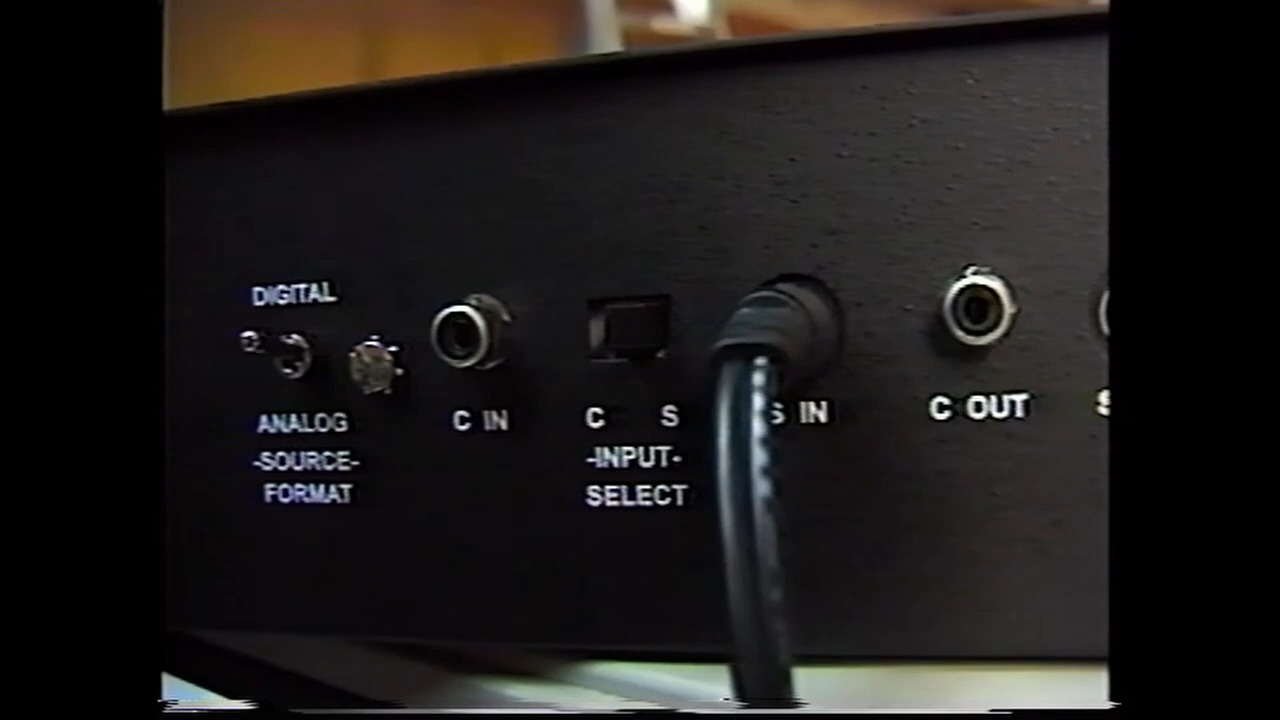 DIGITAL
ANALOG
-SOURCE-
FORMAT
C IN
C S
-INPUT-
SELECT
S IN
C OUT
S